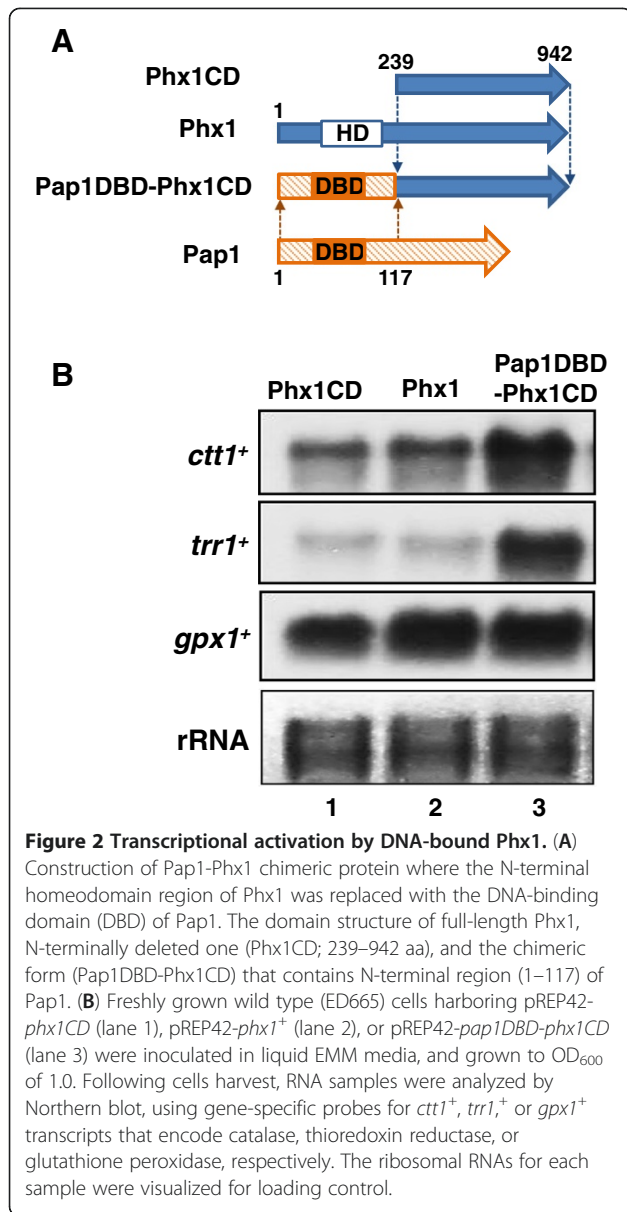 A
239 942
Phx1CD
1
Phx1 HD
Pap1DBD-Phx1CD DBD
Pap1 DBD
1 117
B
Phx1CD Phx1 Pap1DBD
-Phx1CD
ctt1⁺
trr1⁺
gpx1⁺
rRNA
1 2 3
Figure 2 Transcriptional activation by DNA-bound Phx1. (A)
Construction of Pap1-Phx1 chimeric protein where the N-terminal
homeodomain region of Phx1 was replaced with the DNA-binding
domain (DBD) of Pap1. The domain structure of full-length Phx1,
N-terminally deleted one (Phx1CD; 239–942 aa), and the chimeric
form (Pap1DBD-Phx1CD) that contains N-terminal region (1–117) of
Pap1. (B) Freshly grown wild type (ED665) cells harboring pREP42-
phx1CD (lane 1), pREP42-phx1⁺ (lane 2), or pREP42-pap1DBD-phx1CD
(lane 3) were inoculated in liquid EMM media, and grown to OD₆₀₀
of 1.0. Following cells harvest, RNA samples were analyzed by
Northern blot, using gene-specific probes for ctt1⁺, trr1,⁺ or gpx1⁺
transcripts that encode catalase, thioredoxin reductase, or
glutathione peroxidase, respectively. The ribosomal RNAs for each
sample were visualized for loading control.